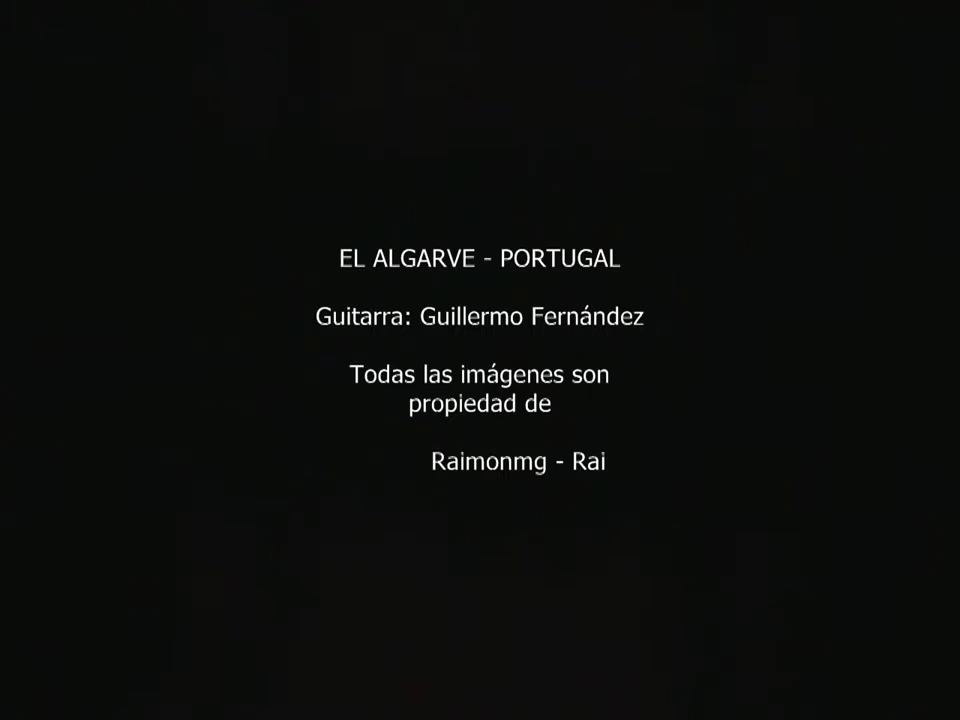 EL ALGARVE - PORTUGAL
Guitarra: Guillermo Fernández
Todas las imágenes son
propiedad de
Raimonmg - Rai